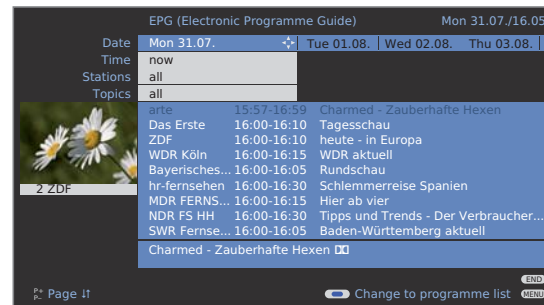 EPG (Electronic Programme Guide) Mon 31.07./16:05
Date Mon 31.07. Tue 01.08. Wed 02.08. Thu 03.08.
Time now
Stations all
Topics all
arte 15:57-16:59 Charmed - Zauberhafte Hexen
Das Erste 16:00-16:10 Tagesschau
ZDF 16:00-16:10 heute - in Europa
WDR Köln 16:00-16:15 WDR aktuell
Bayerisches... 16:00-16:05 Rundschau
hr-fernsehen 16:00-16:30 Schlemmerreise Spanien
MDR FERNS... 16:00-16:15 Hier ab vier
NDR FS HH 16:00-16:30 Tipps und Trends - Der Verbraucher...
SWR Fernse... 16:00-16:05 Baden-Württemberg aktuell
2 ZDF
Charmed - Zauberhafte Hexen
END
P+ P- Page
Change to programme list MENU